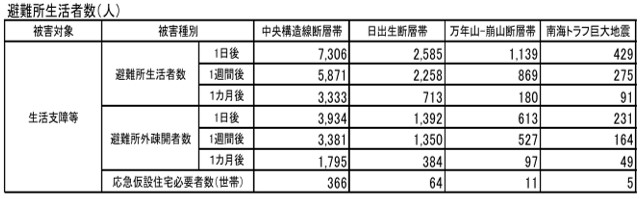 避難所生活者数(人)
被害対象 被害種別 中央構造線断層帯 日出生断層帯 万年山-崩山断層帯 南海トラフ巨大地震
生活支障等 避難所生活者数 1日後 7,306 2,585 1,139 429
1週間後 5,871 2,258 869 275
1カ月後 3,333 713 180 91
避難所外疎開者数 1日後 3,934 1,392 613 231
1週間後 3,381 1,350 527 164
1カ月後 1,795 384 97 49
応急仮設住宅必要者数(世帯) 366 64 11 5